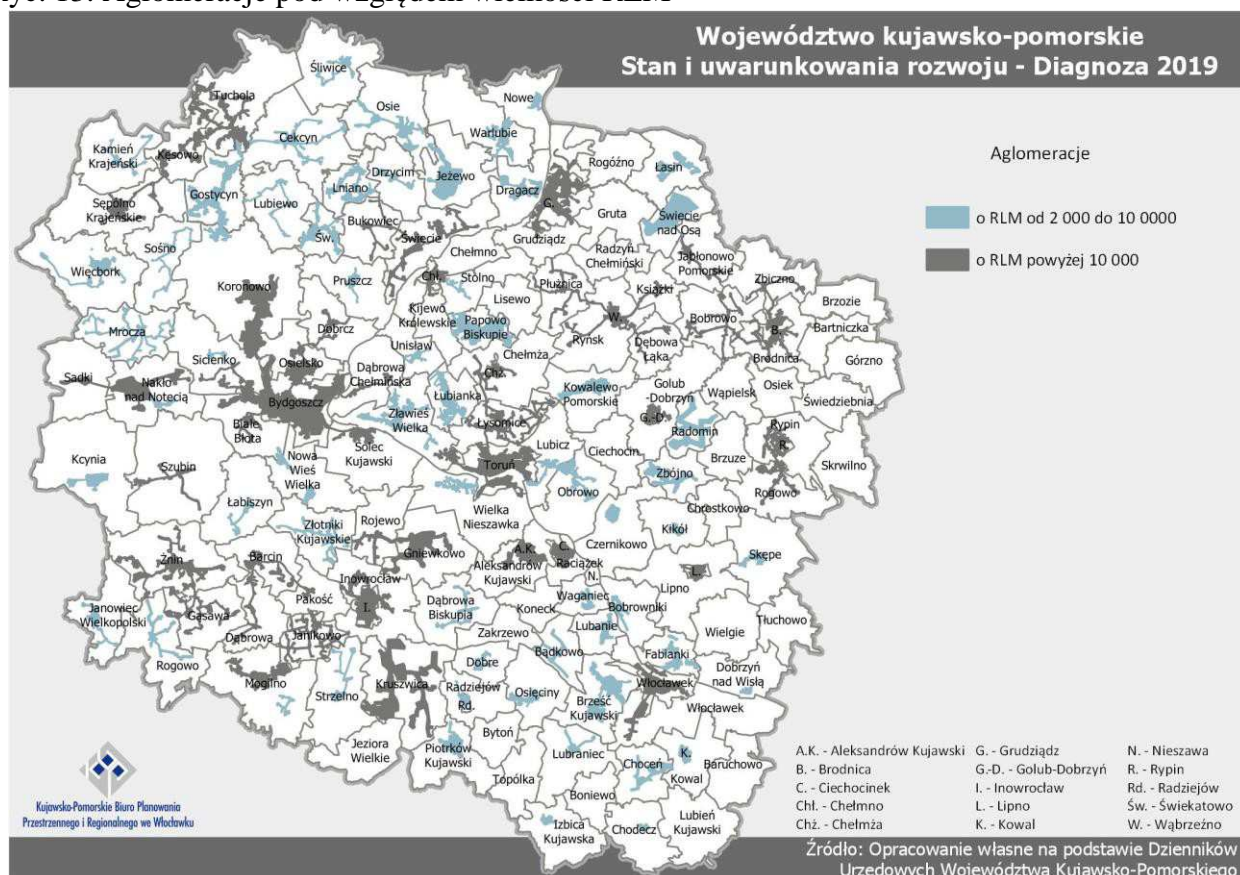 Województwo kujawsko-pomorskie
Stan i uwarunkowania rozwoju - Diagnoza 2019
Aglomeracje
o RLM od 2 000 do 10 0000
o RLM powyżej 10 000
Śliwice
Tuchola
Osie
Nowe
Cekcyn
Warlubie
Kamień
Krajeński
Kęsowo
Rogóźno
Łasin
Drzycim
Jeżewo
Gostycyn
Lubiewo
Lniano
Dragacz
G.
Sępólno
Krajeńskie
Bukowiec
Gruta
Świecie
nad Osą
Św.
Świecie
Grudziądz
Sośno
Chełmno
Radzyń
Chełmiński
Jabłonowo
Pomorskie
Więcbork
Pruszcz
Chł.
Stolno
Płużnica
Książki
Zbiczno
Koronowo
Lisewo
Brzozie
Kijewo
Królewskie
Papowo
Biskupie
W.
Bobrowo
B.
Bartniczka
Mrocza
Dobrcz
Unisław
Ryńsk
Dębowa
Łąka
Brodnica
Górzno
Sicienko
Osielsko
Dąbrowa
Chełmińska
Chełmża
Chż.
Sadki
Nakło
nad Notecią
Bydgoszcz
Łubianka
Kowalewo
Pomorskie
Golub
-Dobrzyń
Wąpielsk
Osiek
Świedziebnia
Zławieś
Wielka
Łysomice
G.-D.
Radomin
Rypin
Białe
Błota
Solec
Kujawski
Lubicz
Ciechocin
R.
Kcynia
Szubin
Nowa
Wieś
Wielka
Toruń
Zbójno
Brzuze
Skrwilno
Obrowo
Rogowo
Łabiszyn
Wielka
Nieszawka
Chrostkowo
Złotniki
Kujawskie
Rojewo
Kikół
Czernikowo
Żnin
Barcin
Gniewkowo
A.K.
C.
Raciążek
Skępe
Aleksandrów
Kujawski
N.
L.
Inowrocław
Lipno
Janowiec
Wielkopolski
Pakość
I.
Dąbrowa
Biskupia
Koneck
Waganiec
Bobrowniki
Gąsawa
Tłuchowo
Dąbrowa
Janikowo
Zakrzewo
Lubanie
Wielgie
Rogowo
Bądkowo
Fabianki
Dobre
Dobrzyń
nad Wisłą
Mogilno
Strzelno
Kruszwica
Radziejów
Rd.
Osięciny
Brześć
Kujawski
Włocławek
Włocławek
Bytoń
Jeziora
Wielkie
Piotrków
Kujawski
Lubraniec
Choceń
K.
Kowal
Baruchowo
Topólka
Boniewo
Izbica
Kujawska
Chodecz
Lubień
Kujawski
Kujawsko-Pomorskie Biuro Planowania
Przestrzennego i Regionalnego we Włocławku
A.K. - Aleksandrów Kujawski G. - Grudziądz N. - Nieszawa
B. - Brodnica G.-D. - Golub-Dobrzyń R. - Rypin
C. - Ciechocinek I. - Inowrocław Rd. - Radziejów
Chł. - Chełmno L. - Lipno Św. - Świekatowo
Chż. - Chełmża K. - Kowal W. - Wąbrzeźno
Źródło: Opracowanie własne na podstawie Dzienników
Urzędowych Województwa Kujawsko-Pomorskiego